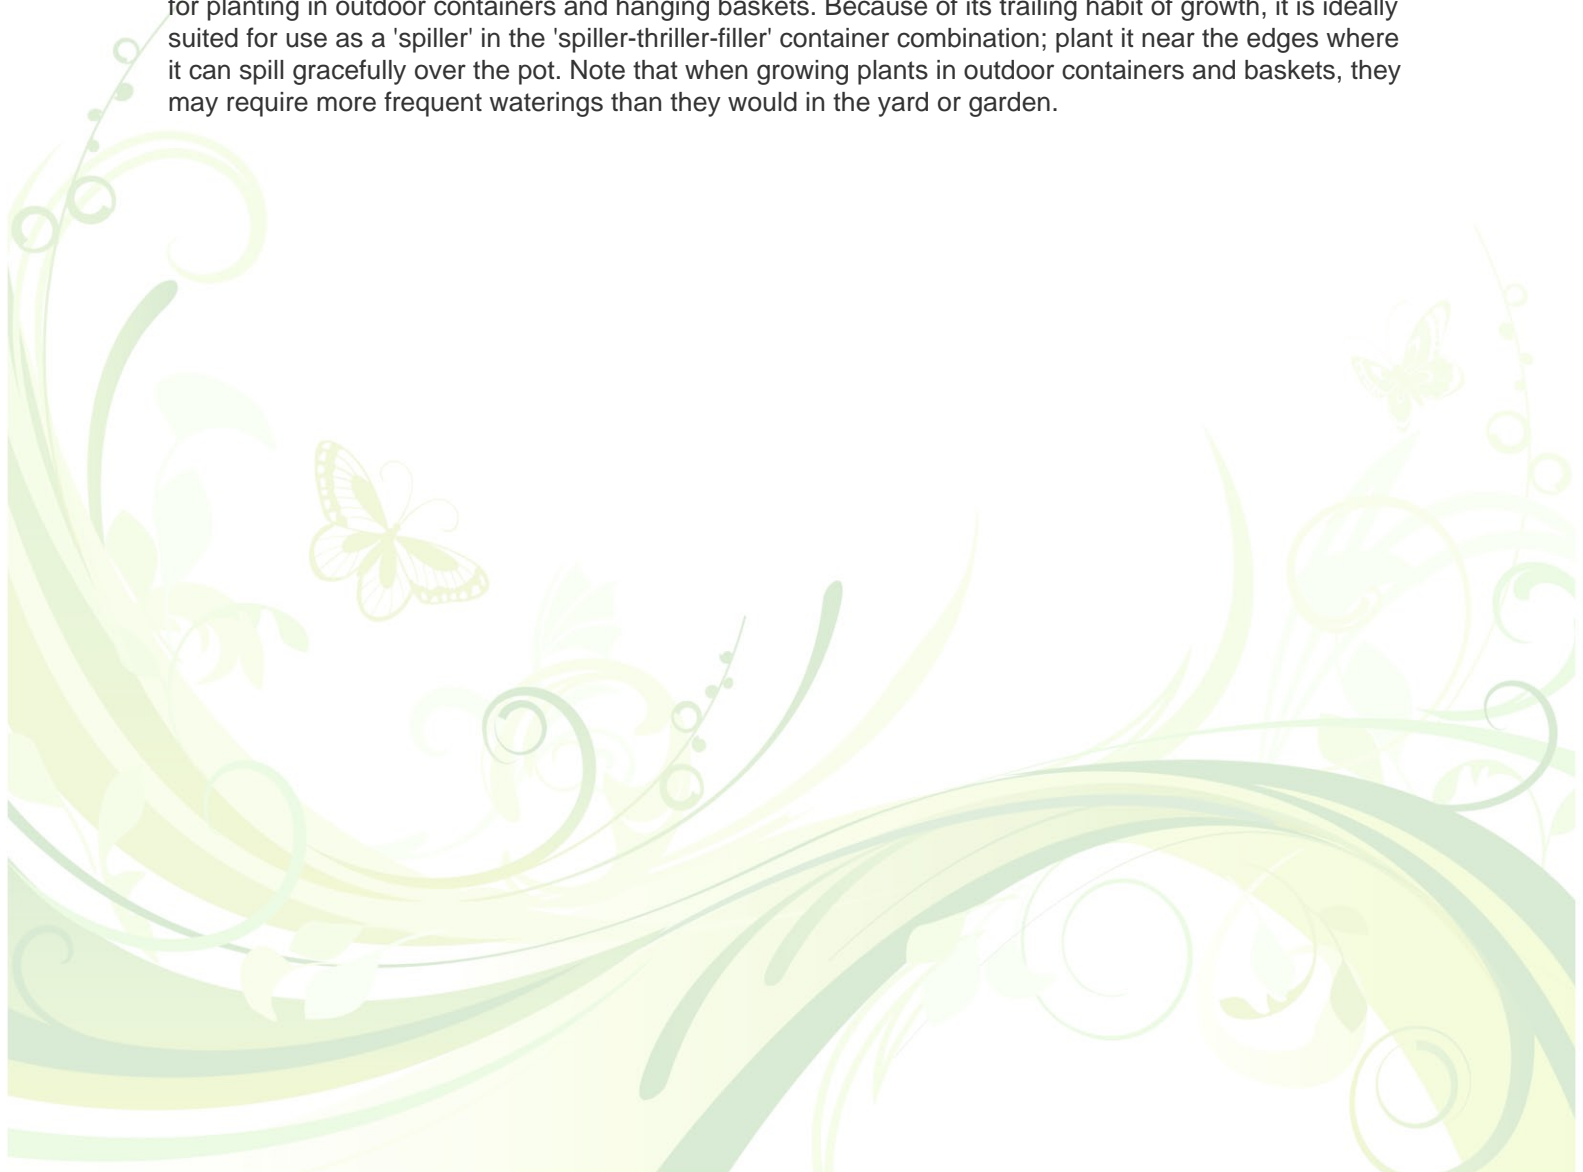 for planting in outdoor containers and hanging baskets. Because of its trailing habit of growth, it is ideally
suited for use as a 'spiller' in the 'spiller-thriller-filler' container combination; plant it near the edges where
it can spill gracefully over the pot. Note that when growing plants in outdoor containers and baskets, they
may require more frequent waterings than they would in the yard or garden.